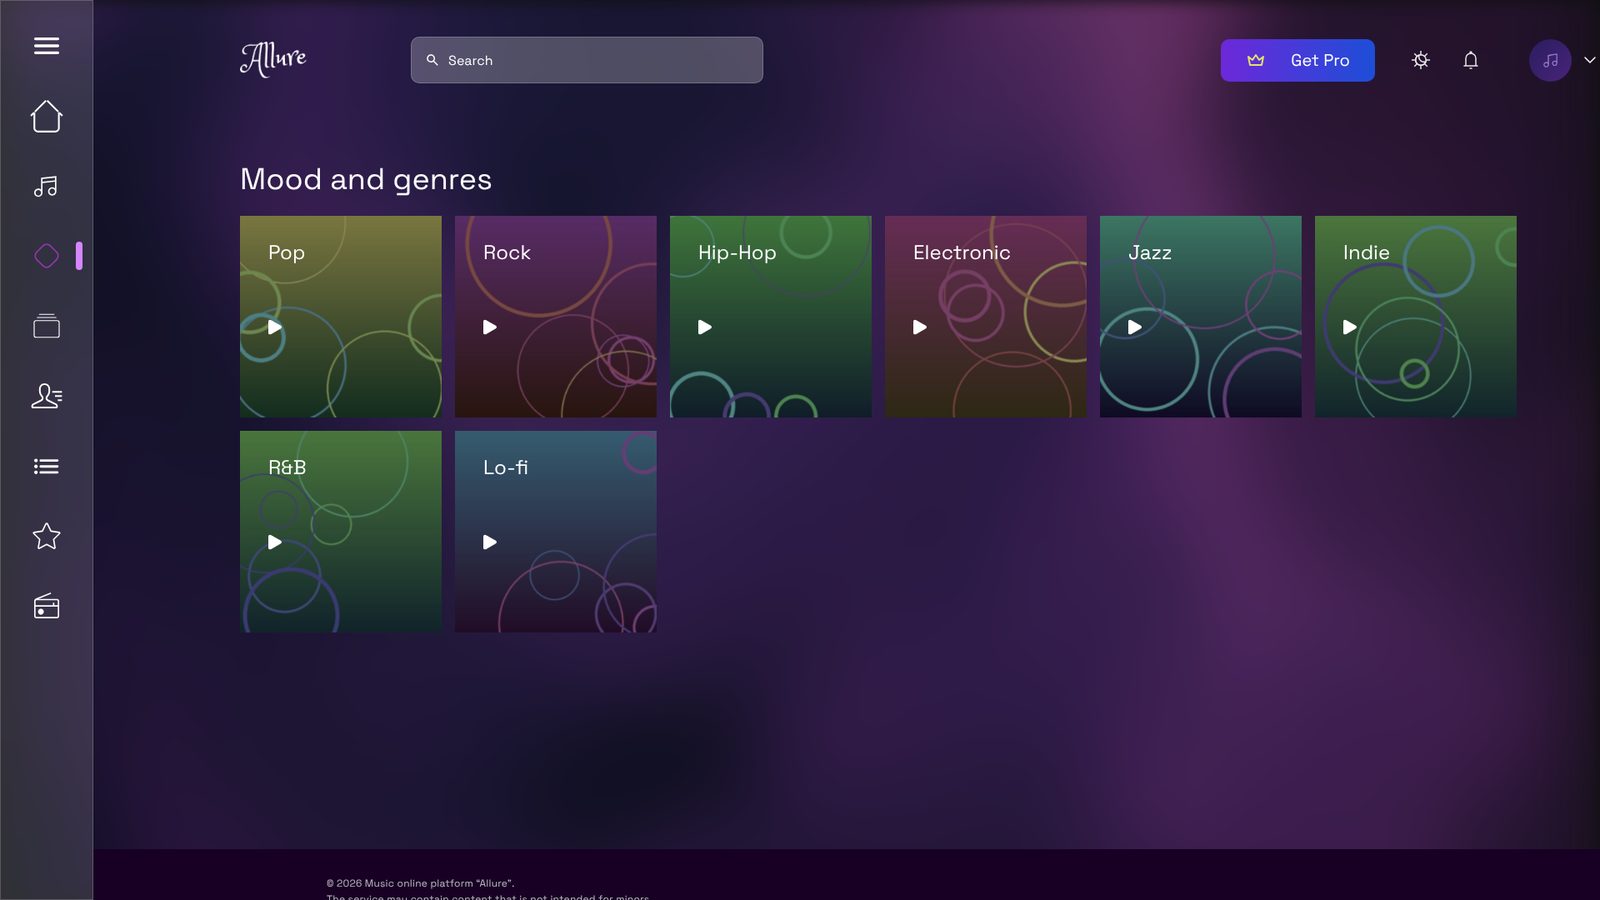 Allure
Search
Get Pro
Mood and genres
Pop
Rock
Hip-Hop
Electronic
Jazz
Indie
R&B
Lo-fi
© 2026 Music online platform “Allure”.
The service may contain content that is not intended for minors